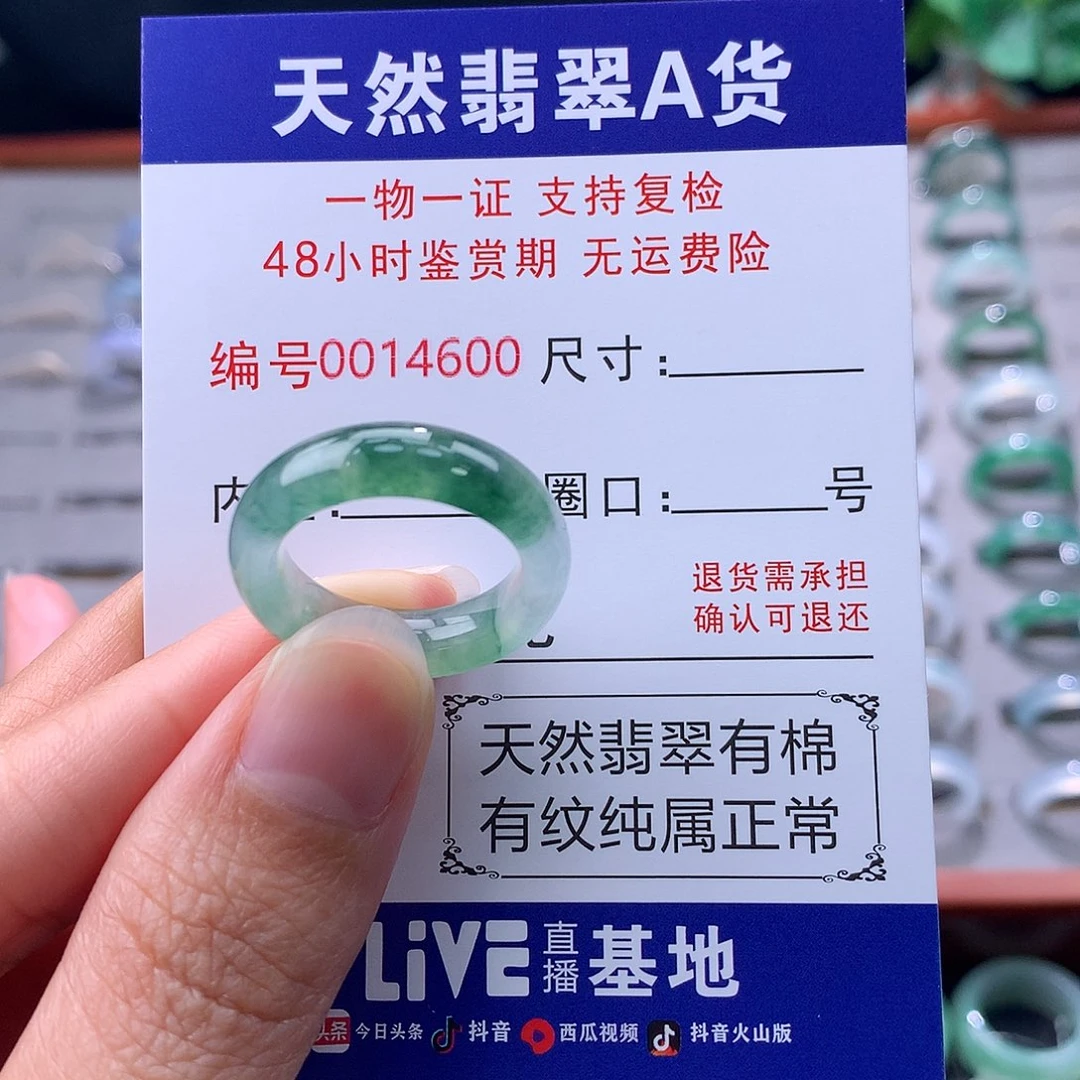 天然翡翠A货
一物一证 支持复检
48小时鉴赏期 无运费险
编号0014600 尺寸:
内 : 圈口: 号
退货需承担
确认可退还
天然翡翠有棉
有纹纯属正常
LiVE 直播 基地
头条 今日头条 抖音 西瓜视频 抖音火山版